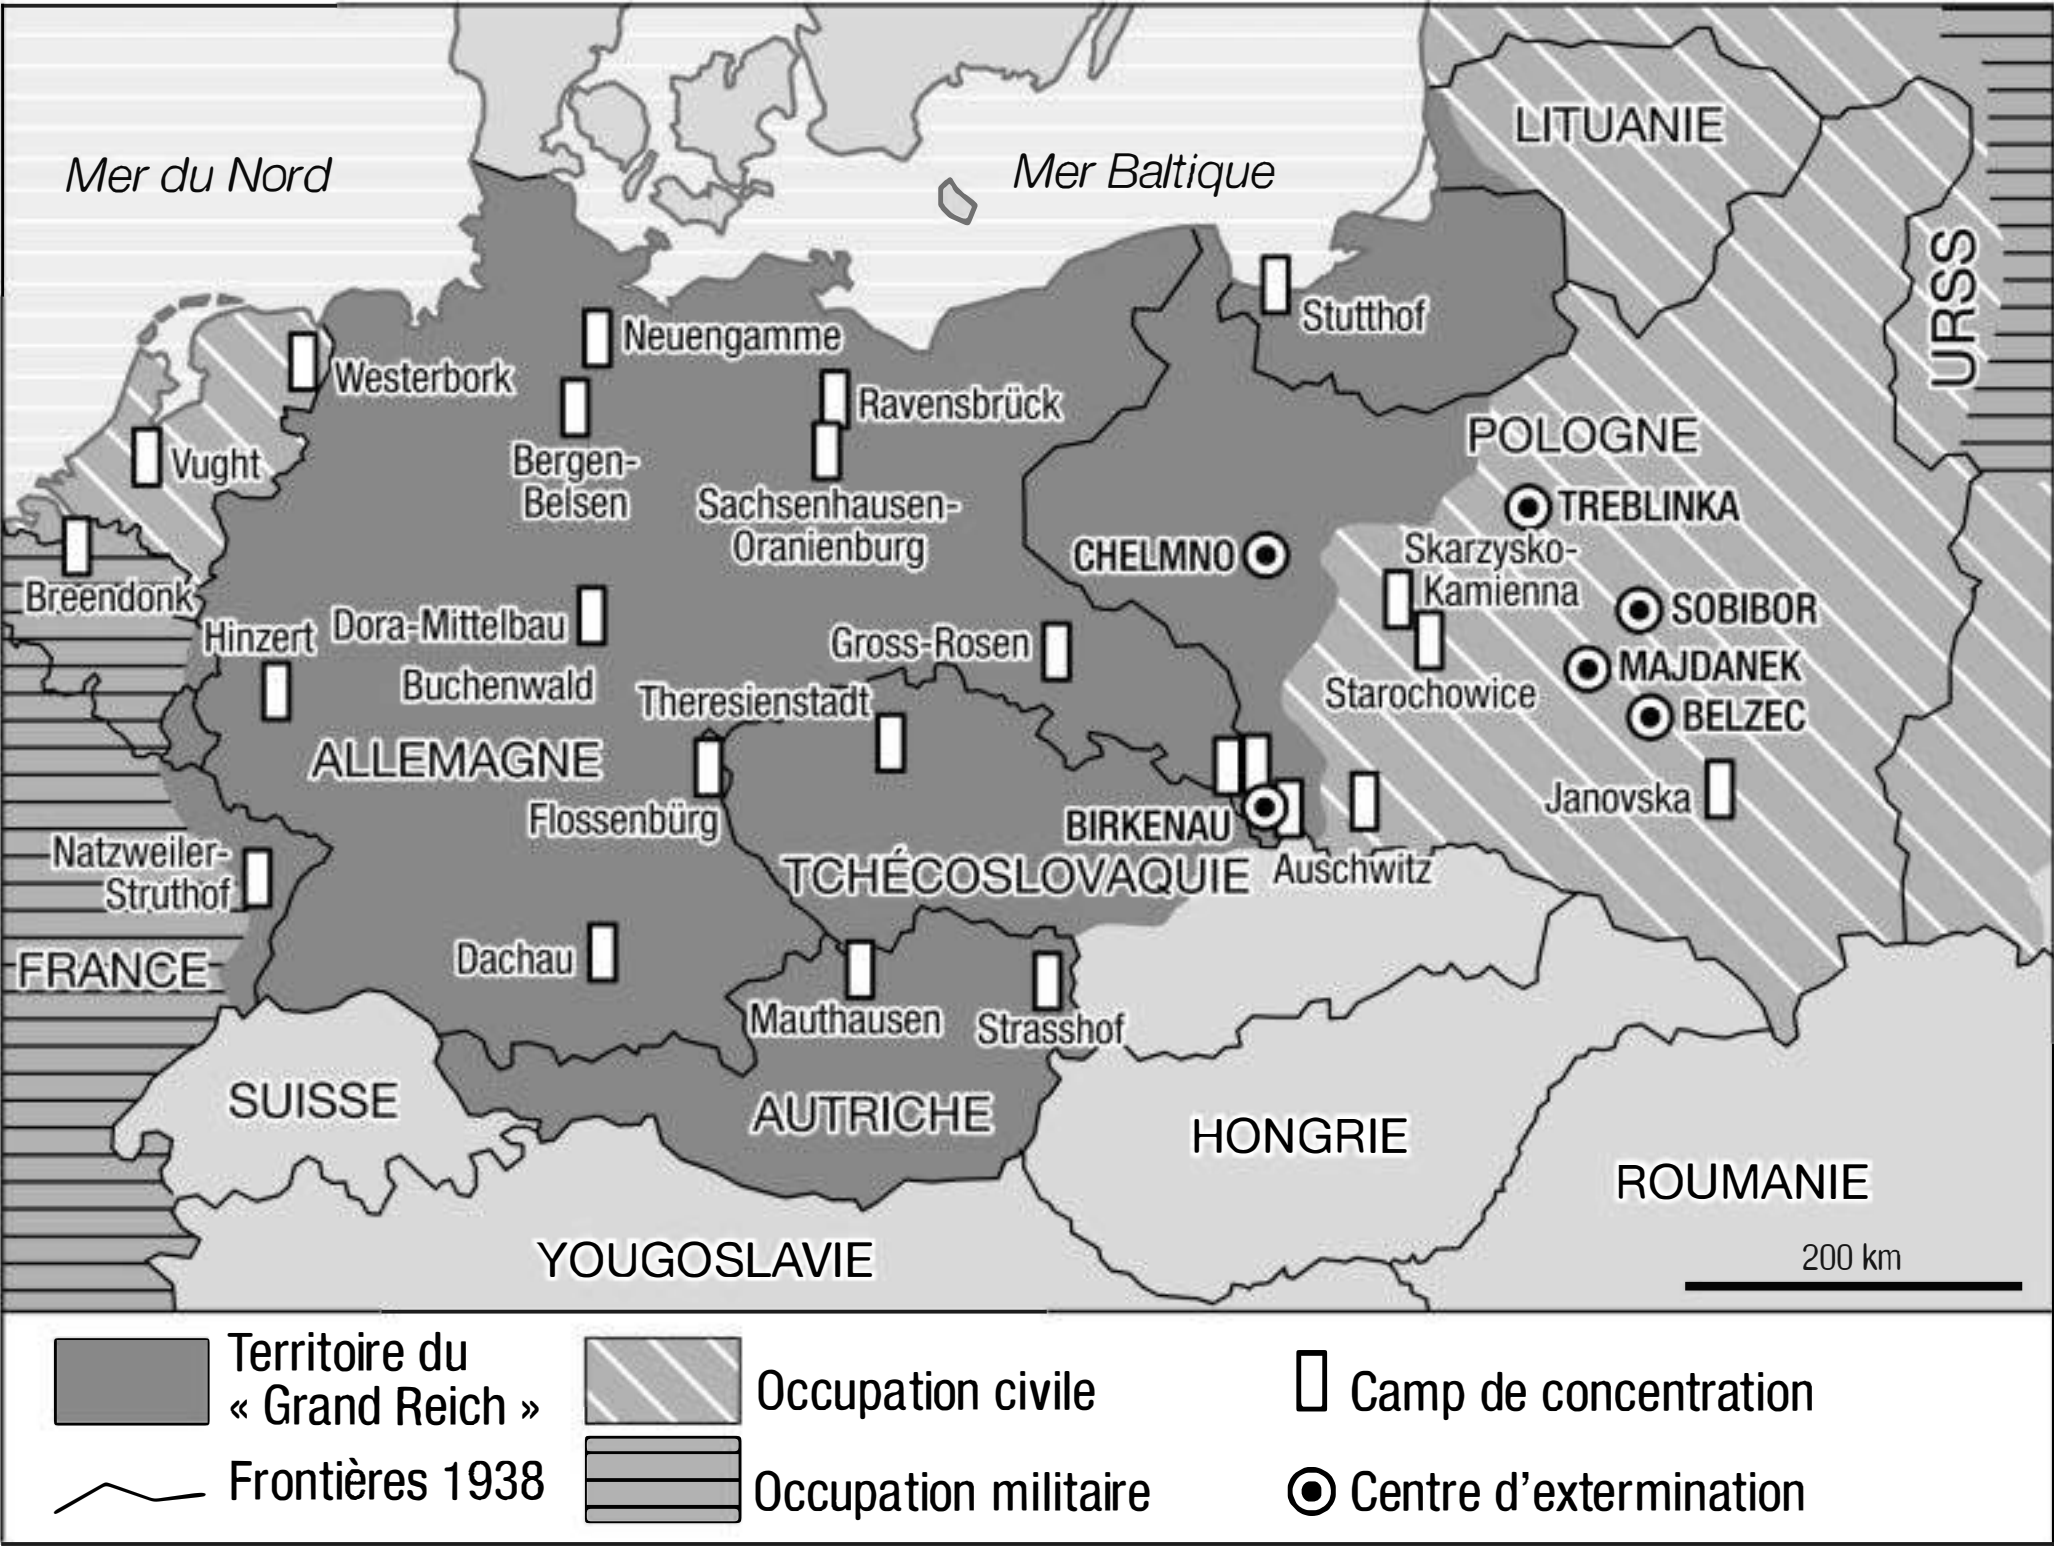 LITUANIE
Mer du Nord
Mer Baltique
URSS
Stutthof
Neuengamme
Westerbork
Ravensbrück
POLOGNE
Vught
Bergen-
Belsen
Sachsenhausen-
Oranienburg
TREBLINKA
CHELMNO
Skarzysko-
Kamienna
Breendonk
SOBIBOR
Hinzert
Dora-Mittelbau
Gross-Rosen
MAJDANEK
Buchenwald
Theresienstadt
Starochowice
BELZEC
ALLEMAGNE
Flossenbürg
Janovska
BIRKENAU
Natzweiler-
Struthof
TCHÉCOSLOVAQUIE
Auschwitz
FRANCE
Dachau
Mauthausen
Strasshof
SUISSE
AUTRICHE
HONGRIE
ROUMANIE
YOUGOSLAVIE
200 km
Territoire du
« Grand Reich »
Frontières 1938
Occupation civile
Occupation militaire
Camp de concentration
Centre d'extermination